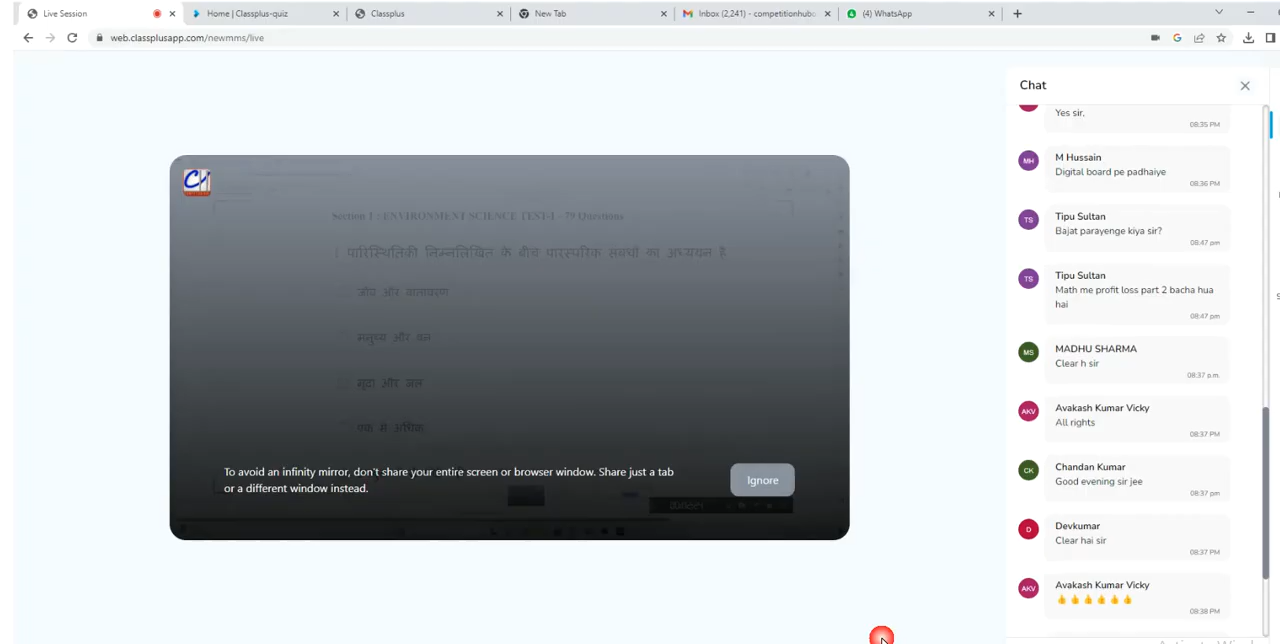 Live Session
Home | Classplus-quiz
Classplus
New Tab
Inbox (2,241) - competitionhub
(4) WhatsApp
web.classplusapp.com/newmms/live
Chat
Yes sir.
08:35 PM
MH
M Hussain
Digital board pe padhaiye
08:36 PM
TS
Tipu Sultan
Bajat parayenge kiya sir?
08:47 pm
TS
Tipu Sultan
Math me profit loss part 2 bacha hua
hai
08:47 pm
MS
MADHU SHARMA
Clear h sir
08:37 p.m.
AKV
Avakash Kumar Vicky
All rights
08:37 PM
CK
Chandan Kumar
Good evening sir jee
08:37 pm
D
Devkumar
Clear hai sir
08:37 PM
AKV
Avakash Kumar Vicky
👍👍👍👍👍👍
08:38 PM
CH
Section 1 : ENVIRONMENT SCIENCE TEST-1 - 79 Questions
पारिस्थितिकी निम्नलिखित के बीच पारस्परिक संबंधों का अध्ययन है
जीव और वातावरण
मनुष्य और वन
मृदा और जल
एक से अधिक
To avoid an infinity mirror, don't share your entire screen or browser window. Share just a tab
or a different window instead.
Ignore